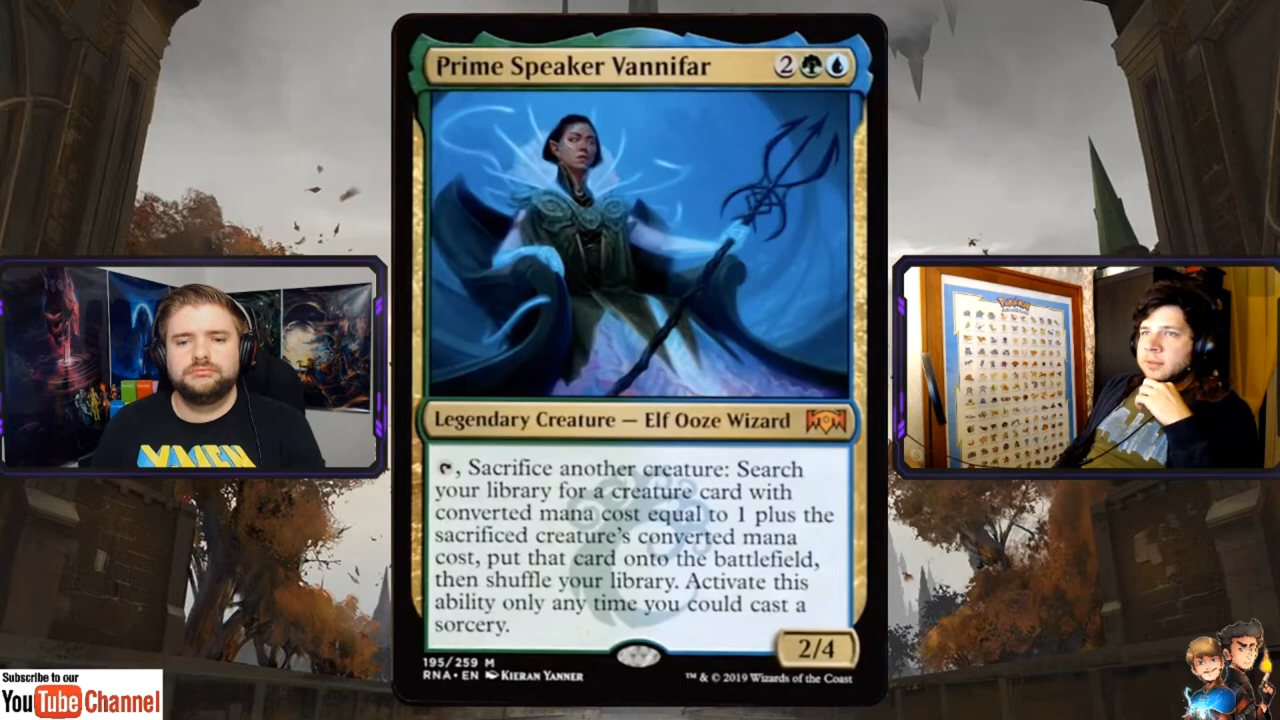 Prime Speaker Vannifar 2
Legendary Creature — Elf Ooze Wizard
, Sacrifice another creature: Search
your library for a creature card with
converted mana cost equal to 1 plus the
sacrificed creature's converted mana
cost, put that card onto the battlefield,
then shuffle your library. Activate this
ability only any time you could cast a
sorcery.
2/4
195/259 M
RNA • EN Kieran Yanner
™ & © 2019 Wizards of the Coast
POKÉMON
Subscribe to our
YouTube Channel